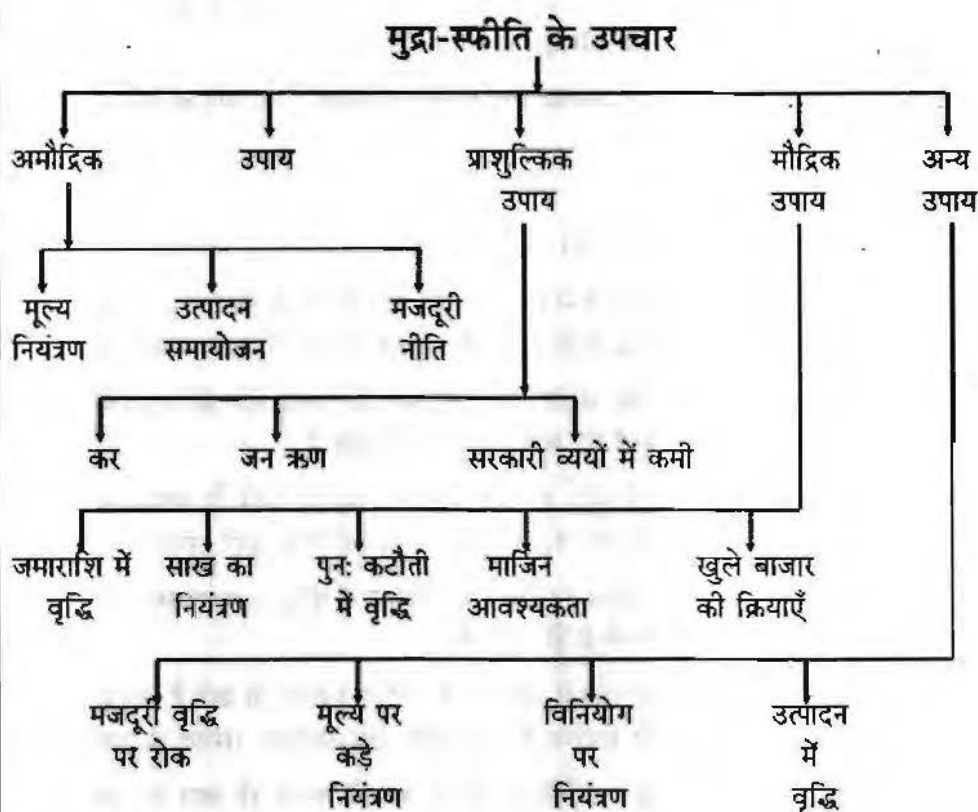 मुद्रा-स्फीति के उपचार
अमौद्रिक उपाय प्राशुल्किक मौद्रिक अन्य
उपाय उपाय उपाय
मूल्य उत्पादन मजदूरी
नियंत्रण समायोजन नीति
कर जन ऋण सरकारी व्ययों में कमी
जमाराशि में साख का पुन: कटौती मार्जिन खुले बाजार
वृद्धि नियंत्रण में वृद्धि आवश्यकता की क्रियाएँ
मजदूरी वृद्धि मूल्य पर विनियोग उत्पादन
पर रोक कड़े पर में
नियंत्रण नियंत्रण वृद्धि